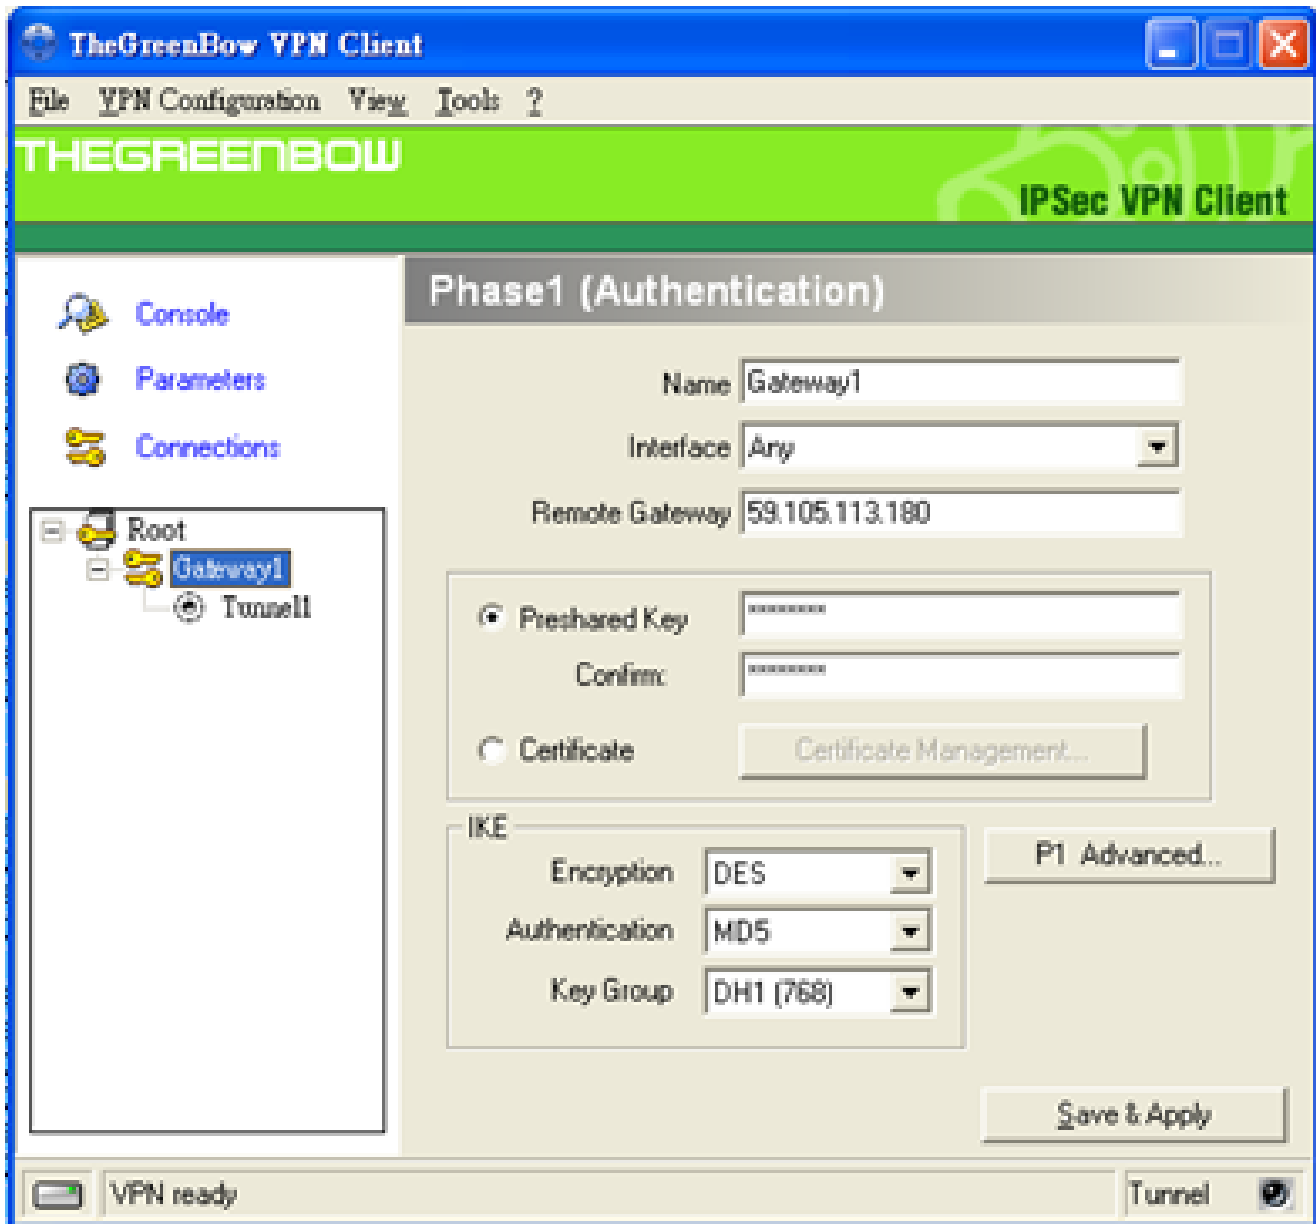 TheGreenBow VPN Client
File VPN Configuration View Tools ?
THEGREENBOW
IPSec VPN Client
Console
Parameters
Connections
Root
Gateway1
Tunnel1
Phase1 (Authentication)
Name Gateway1
Interface Any
Remote Gateway 59.105.113.180
Preshared Key ********
Confirm: ********
Certificate Certificate Management...
IKE
Encryption DES
Authentication MD5
Key Group DH1 (768)
P1 Advanced...
Save & Apply
VPN ready Tunnel